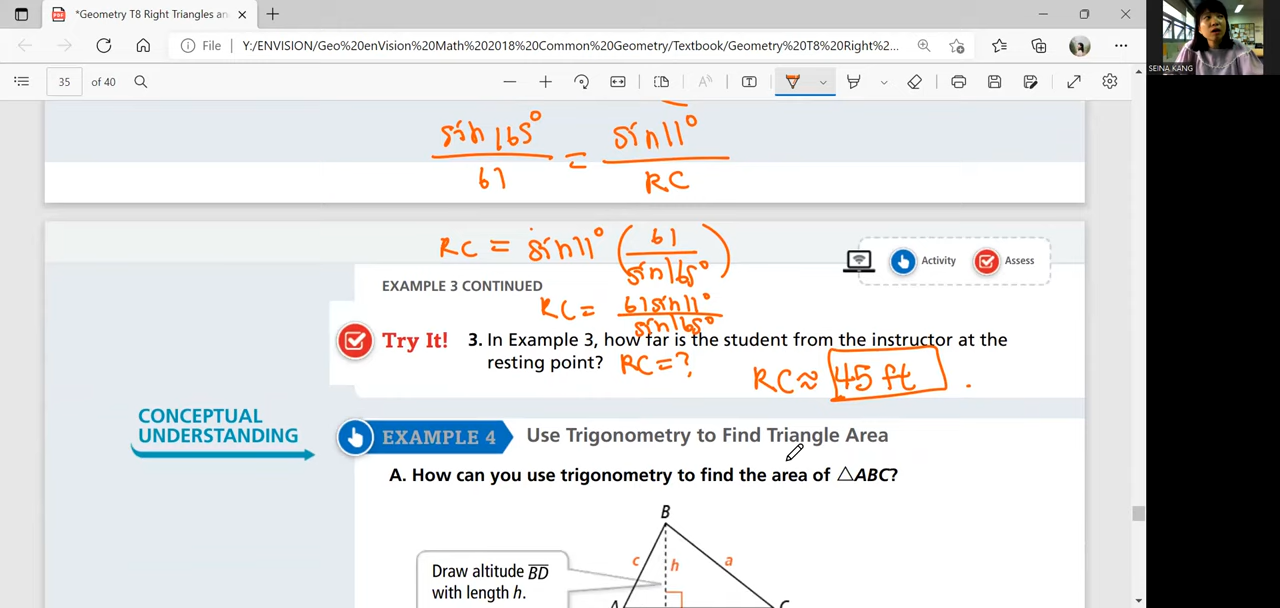 *Geometry T8 Right Triangles an
File Y:/ENVISION/Geo%20enVision%20Math%202018%20Common%20Geometry/Textbook/Geometry%20T8%20Right%2...
SEINA KANG
35 of 40
sin 165° / 61 = sin 11° / RC
RC = sin 11° ( 61 / sin 165° )
Activity Assess
EXAMPLE 3 CONTINUED
RC = 61 sin 11° / sin 165°
Try It! 3. In Example 3, how far is the student from the instructor at the
resting point? RC = ?
RC ≈ 45 ft .
CONCEPTUAL
UNDERSTANDING
EXAMPLE 4 Use Trigonometry to Find Triangle Area
A. How can you use trigonometry to find the area of △ABC?
B
c h a
Draw altitude BD
with length h.
A C